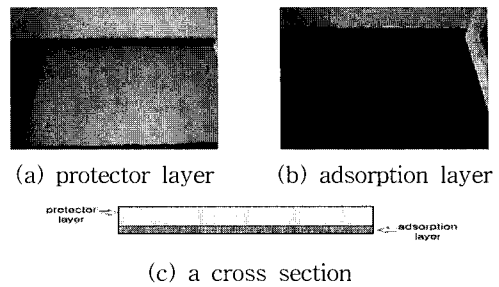 (a) protector layer
(b) adsorption layer
protector
layer
adsorption
layer
(c) a cross section